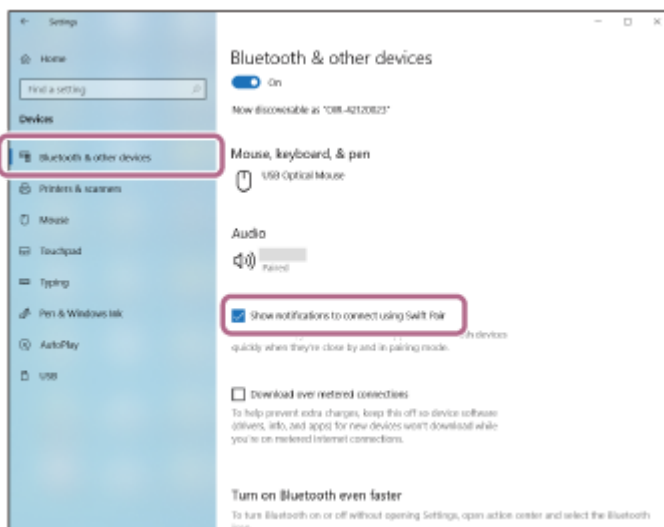 Settings
Home
Find a setting
Devices
Bluetooth & other devices
Printers & scanners
Mouse
Touchpad
Typing
Pen & Windows Ink
AutoPlay
USB
Bluetooth & other devices
On
Now discoverable as
Mouse, keyboard, & pen
USB Optical Mouse
Audio
Paired
Show notifications to connect using Swift Pair
devices
quickly when they're close by and in pairing mode.
Download over metered connections
To help prevent extra charges, keep this off so device software
(drivers, info, and apps) for new devices won't download while
you're on metered internet connections.
Turn on Bluetooth even faster
To turn Bluetooth on or off without opening Settings, open action center and select the Bluetooth